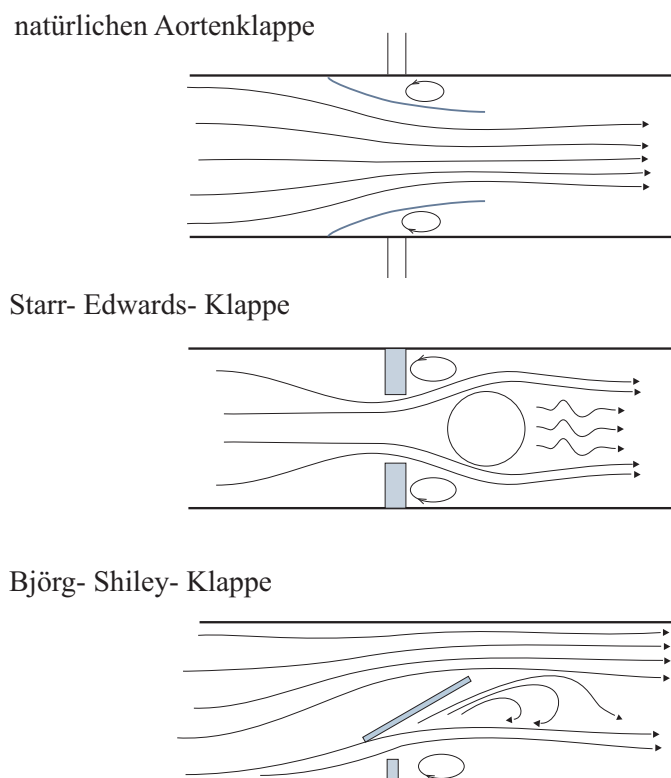 natürlichen Aortenklappe
Starr- Edwards- Klappe
Björg- Shiley- Klappe